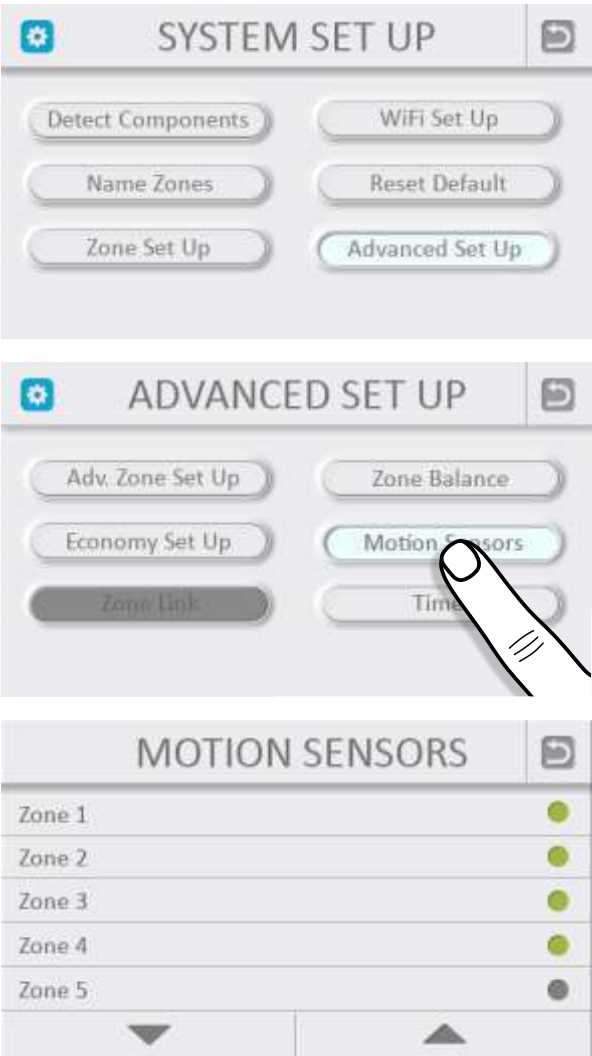 SYSTEM SET UP
Detect Components
WiFi Set Up
Name Zones
Reset Default
Zone Set Up
Advanced Set Up
ADVANCED SET UP
Adv. Zone Set Up
Zone Balance
Economy Set Up
Motion Sensors
Zone Link
MOTION SENSORS
Zone 1
Zone 2
Zone 3
Zone 4
Zone 5